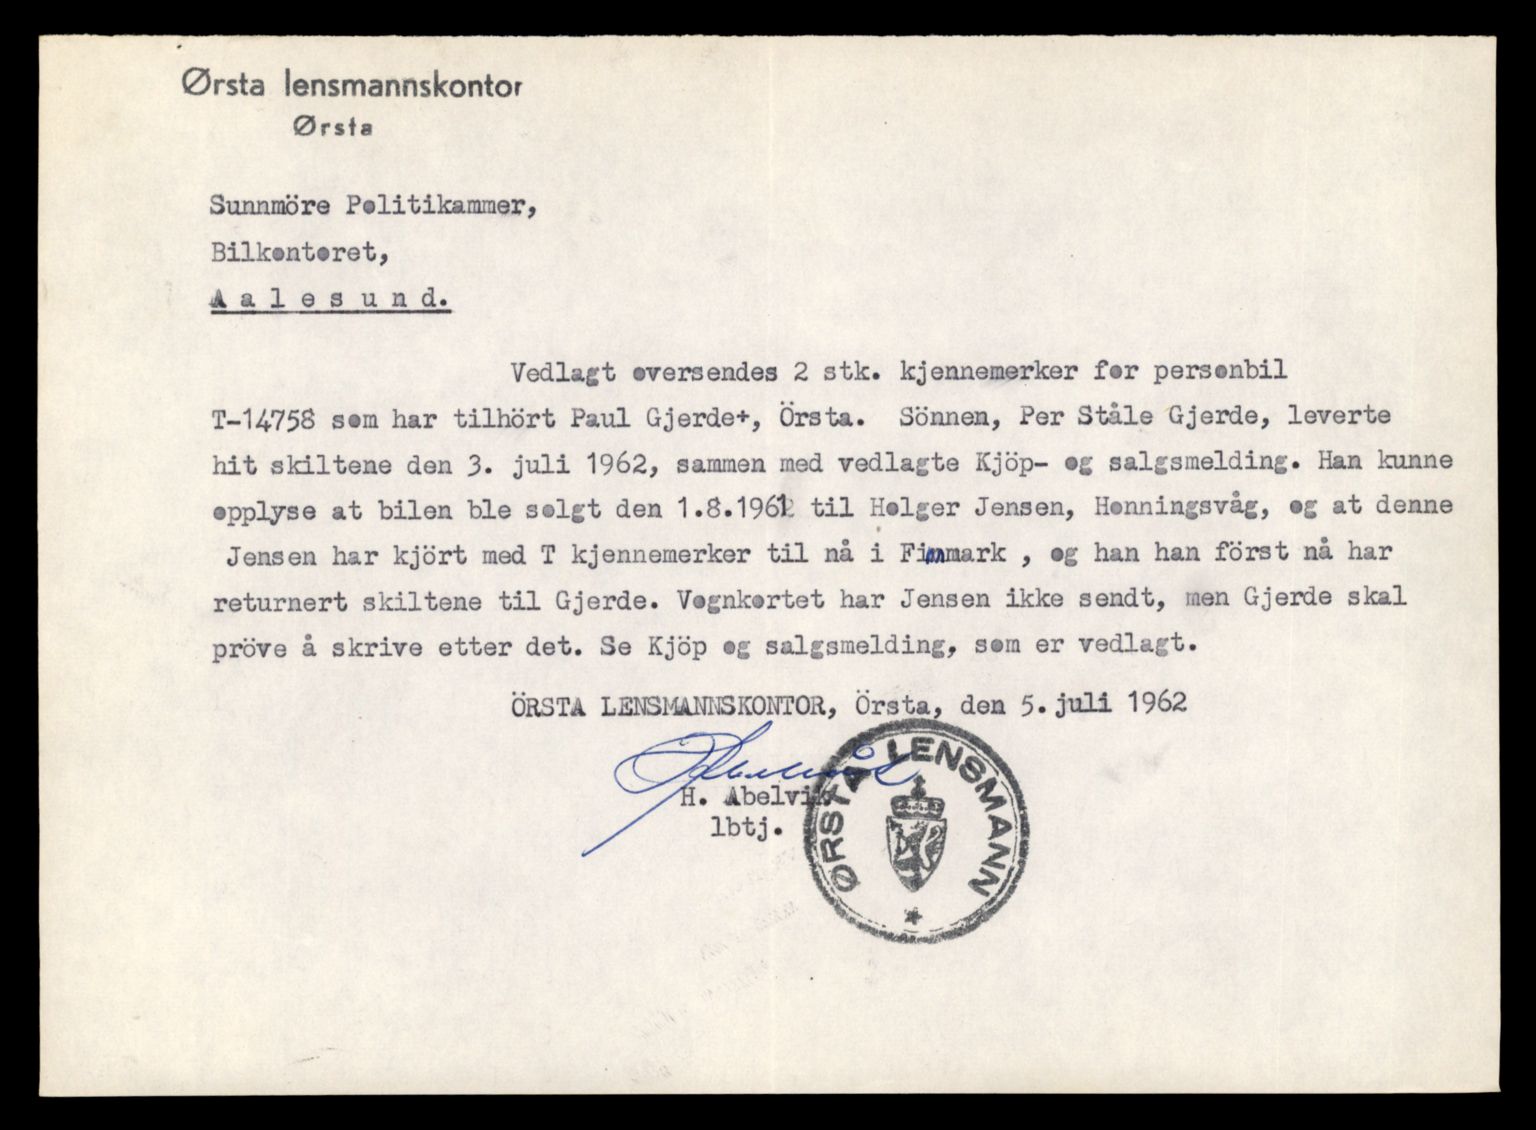 Ørsta lensmannskontor
Ørsta
Sunnmöre Politikammer,
Bilkontoret,
Aalesund.
Vedlagt oversendes 2 stk. kjennemerker for personbil
T-14758 som har tilhört Paul Gjerde+, Örsta. Sönnen, Per Ståle Gjerde, leverte
hit skiltene den 3. juli 1962, sammen med vedlagte Kjöp- og salgsmelding. Han kunne
opplyse at bilen ble solgt den 1.8.1961 til Holger Jensen, Honningsvåg, og at denne
Jensen har kjört med T kjennemerker til nå i Finnmark , og han han först nå har
returnert skiltene til Gjerde. Vognkortet har Jensen ikke sendt, men Gjerde skal
pröve å skrive etter det. Se Kjöp og salgsmelding, som er vedlagt.
ÖRSTA LENSMANNSKONTOR, Örsta, den 5. juli 1962
H. Abelvik
lbtj.
ØRSTA LENSMANN